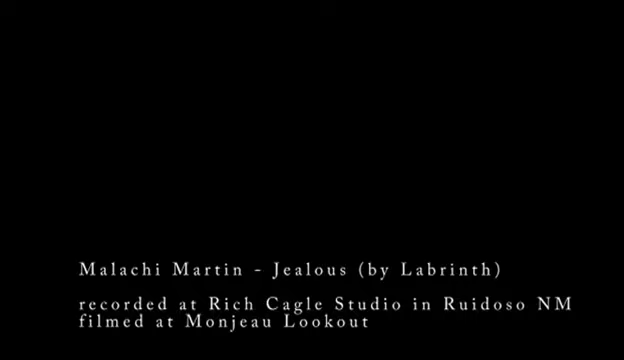 Malachi Martin - Jealous (by Labrinth)
recorded at Rich Cagle Studio in Ruidoso NM
filmed at Monjeau Lookout